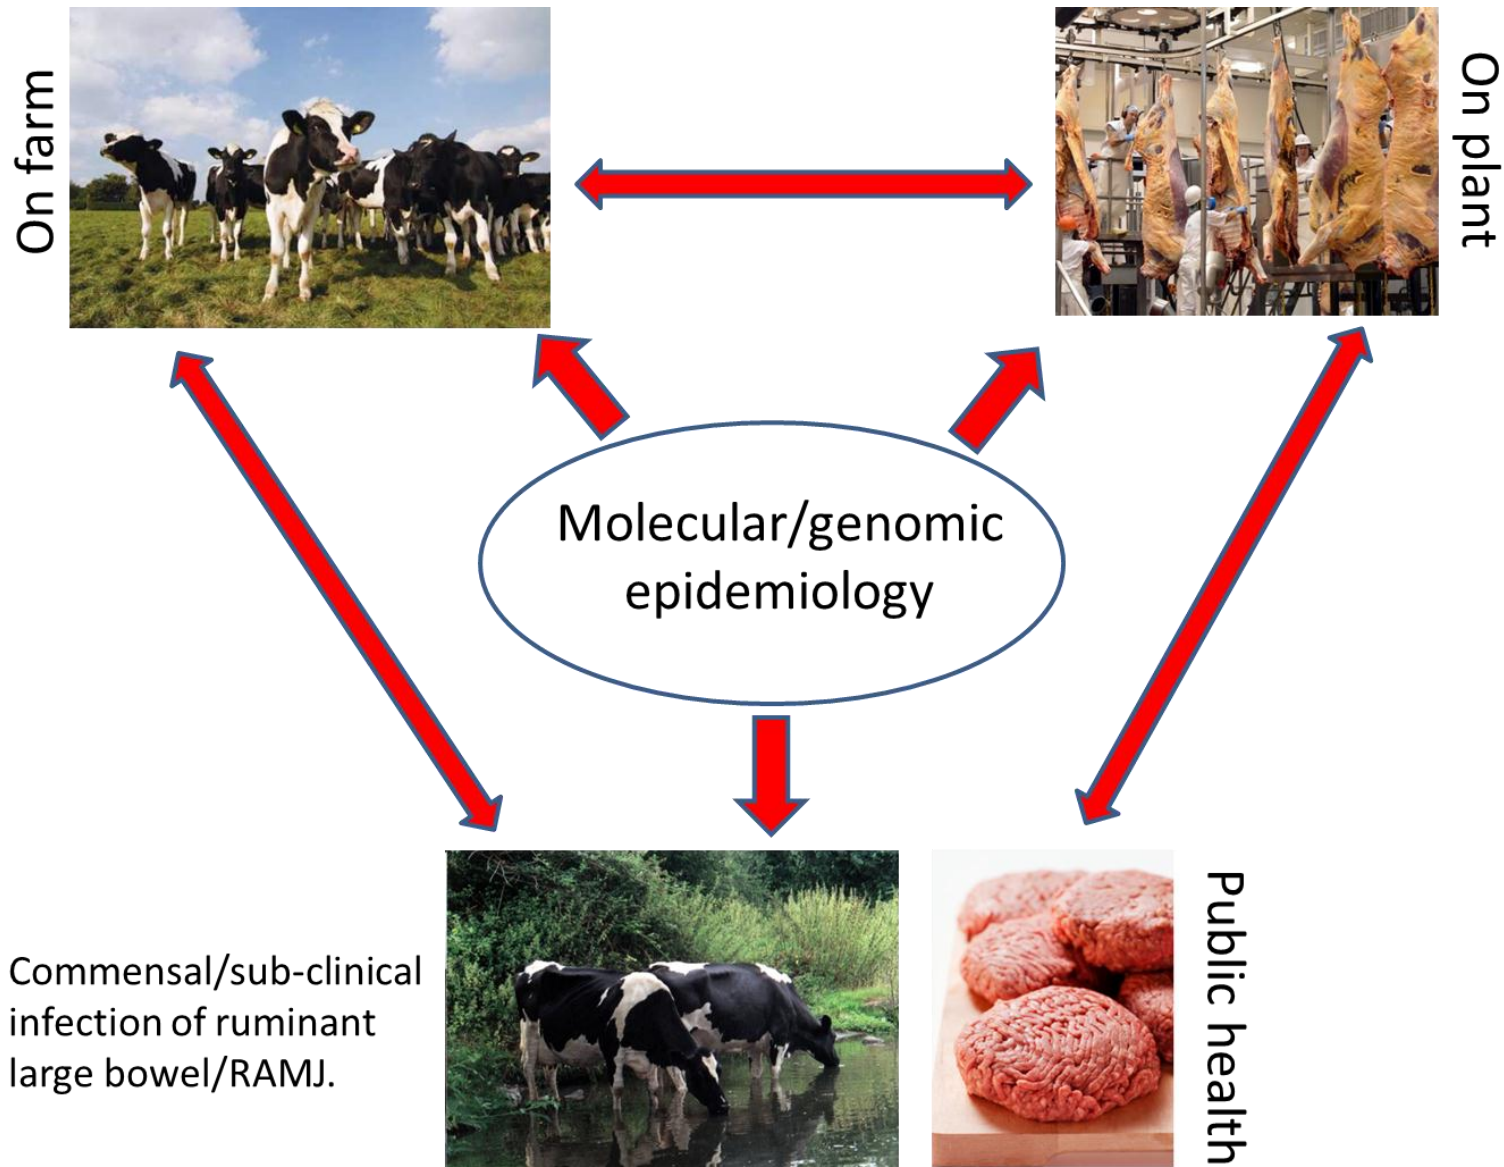 On farm
On plant
Molecular/genomic
epidemiology
Commensal/sub-clinical
infection of ruminant
large bowel/RAMJ.
Public health